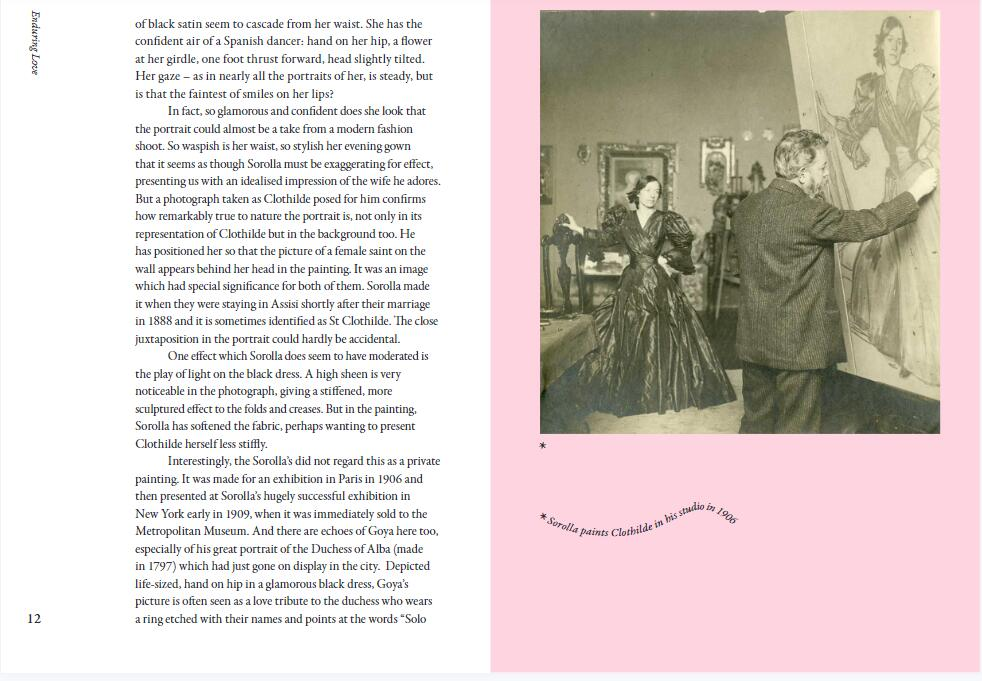 Enduring Love
of black satin seem to cascade from her waist. She has the
confident air of a Spanish dancer: hand on her hip, a flower
at her girdle, one foot thrust forward, head slightly tilted.
Her gaze – as in nearly all the portraits of her, is steady, but
is that the faintest of smiles on her lips?
In fact, so glamorous and confident does she look that
the portrait could almost be a take from a modern fashion
shoot. So waspish is her waist, so stylish her evening gown
that it seems as though Sorolla must be exaggerating for effect,
presenting us with an idealised impression of the wife he adores.
But a photograph taken as Clothilde posed for him confirms
how remarkably true to nature the portrait is, not only in its
representation of Clothilde but in the background too. He
has positioned her so that the picture of a female saint on the
wall appears behind her head in the painting. It was an image
which had special significance for both of them. Sorolla made
it when they were staying in Assisi shortly after their marriage
in 1888 and it is sometimes identified as St Clothilde. The close
juxtaposition in the portrait could hardly be accidental.
One effect which Sorolla does seem to have moderated is
the play of light on the black dress. A high sheen is very
noticeable in the photograph, giving a stiffened, more
sculptured effect to the folds and creases. But in the painting,
Sorolla has softened the fabric, perhaps wanting to present
Clothilde herself less stiffly.
Interestingly, the Sorolla's did not regard this as a private
painting. It was made for an exhibition in Paris in 1906 and
then presented at Sorolla's hugely successful exhibition in
New York early in 1909, when it was immediately sold to the
Metropolitan Museum. And there are echoes of Goya here too,
especially of his great portrait of the Duchess of Alba (made
in 1797) which had just gone on display in the city. Depicted
life-sized, hand on hip in a glamorous black dress, Goya's
picture is often seen as a love tribute to the duchess who wears
a ring etched with their names and points at the words “Solo
12
*
* Sorolla paints Clothilde in his studio in 1906